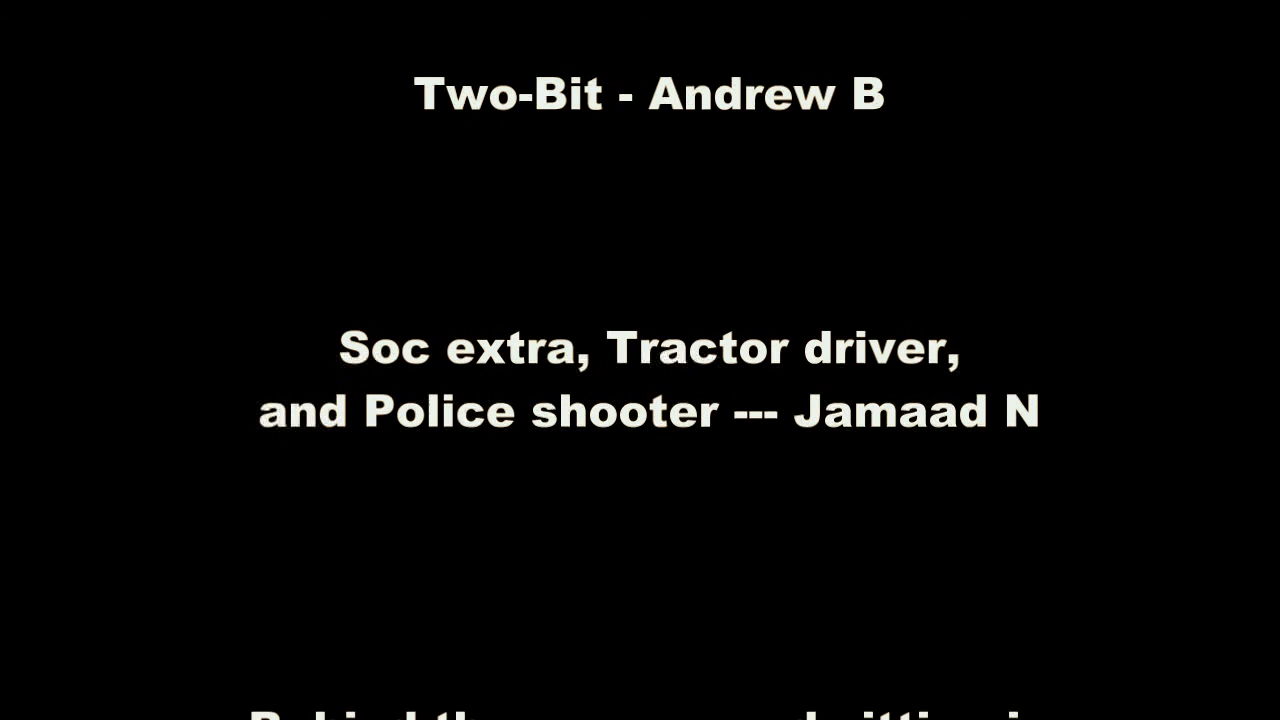 Two-Bit - Andrew B
Soc extra, Tractor driver,
and Police shooter --- Jamaad N